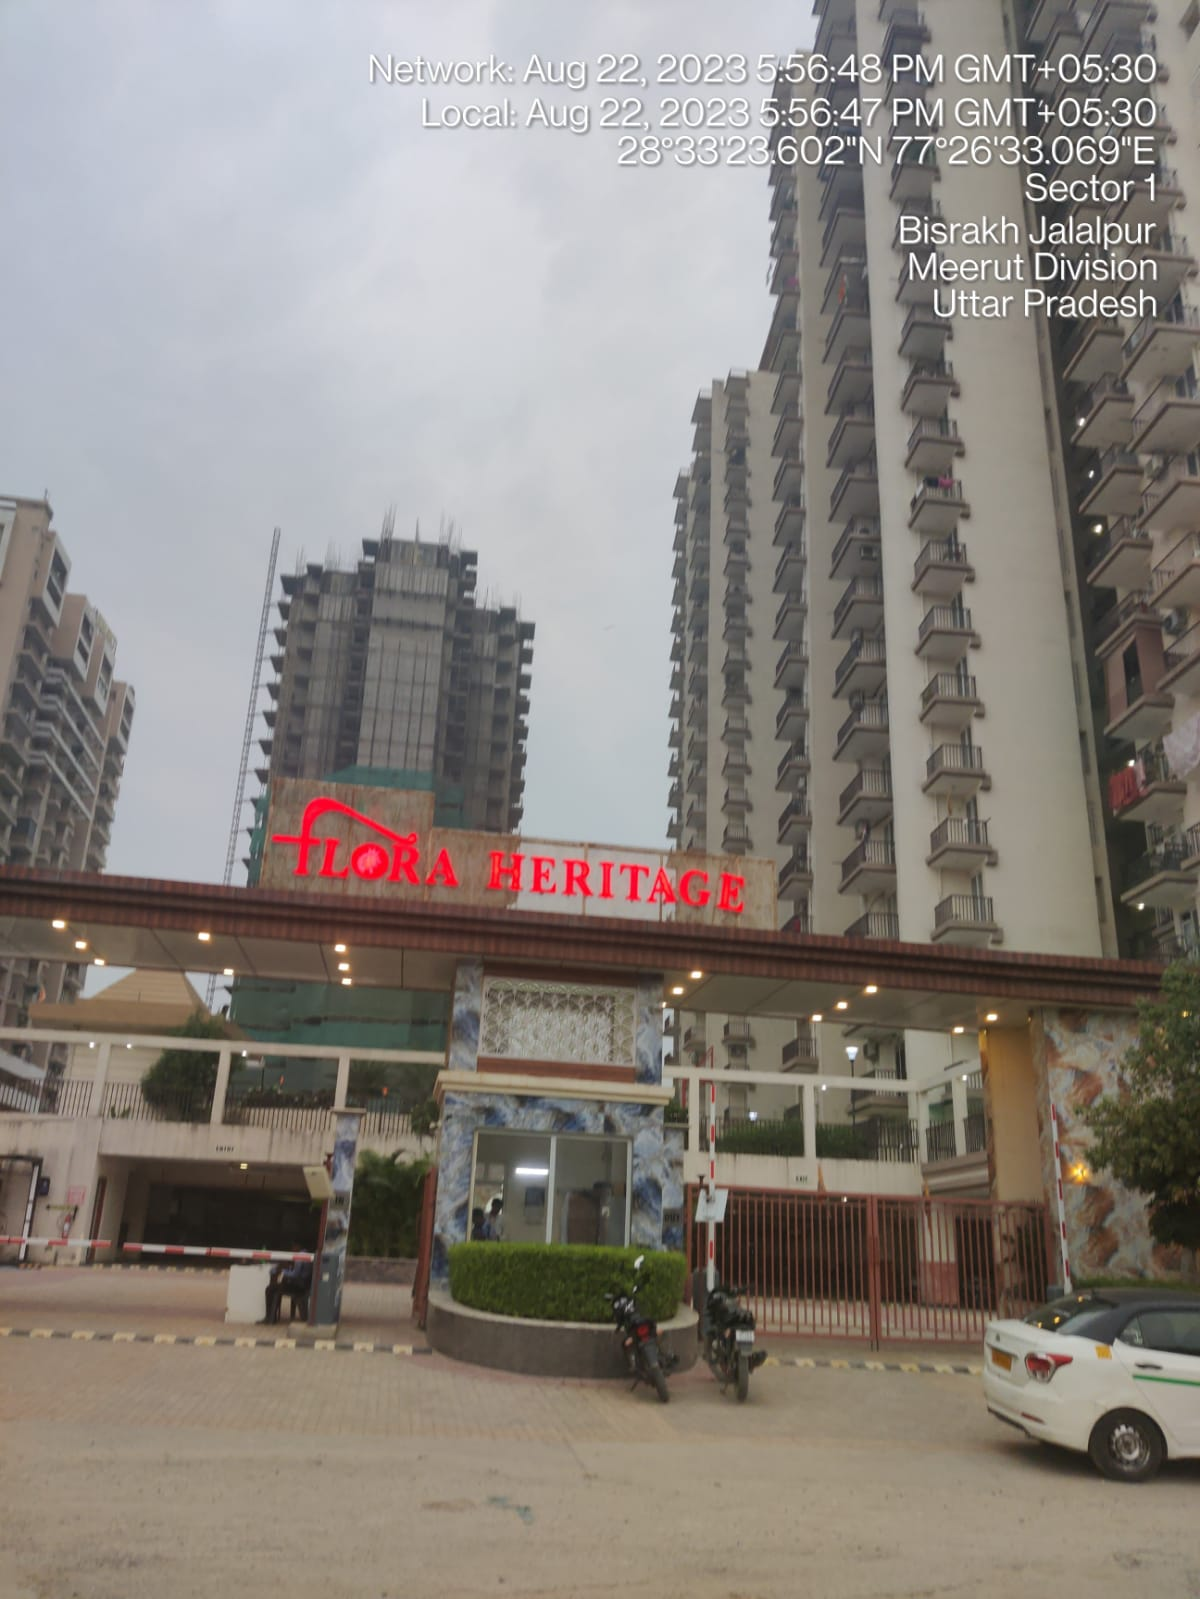 Network: Aug 22, 2023 5:56:48 PM GMT+05:30
Local: Aug 22, 2023 5:56:47 PM GMT+05:30
28°33'23.602"N 77°26'33.069"E
Sector 1
Bisrakh Jalalpur
Meerut Division
Uttar Pradesh
FLORA HERITAGE
ENTRY
EXIT